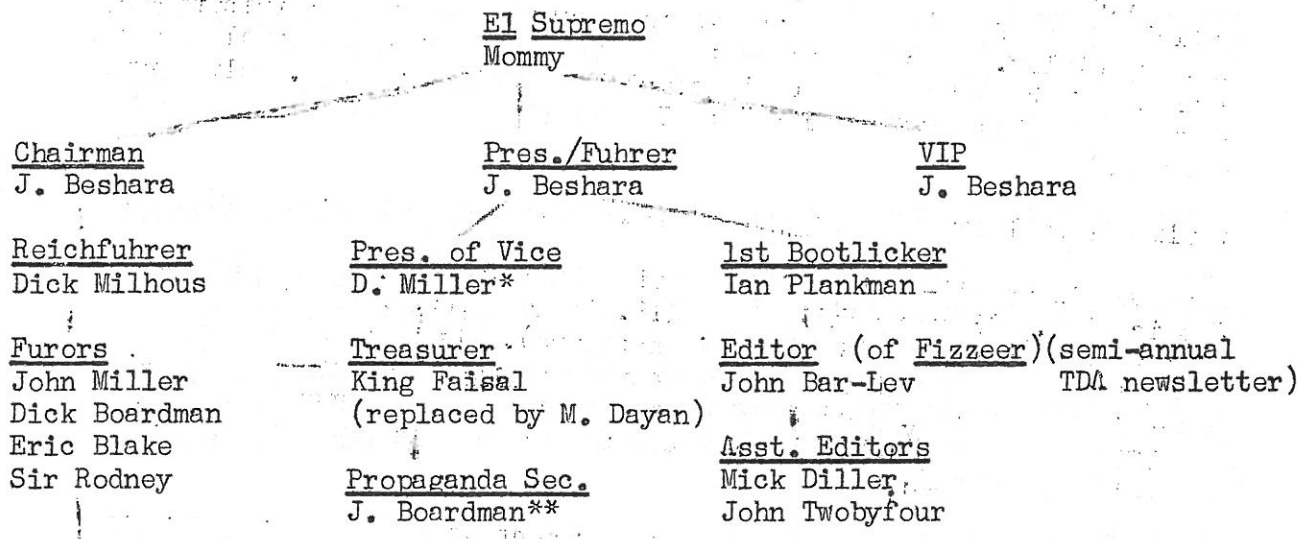 El Supremo
Mommy
Chairman
J. Beshara
Pres./Fuhrer
J. Beshara
VIP
J. Beshara
Reichfuhrer
Dick Milhous
Pres. of Vice
D. Miller*
1st Bootlicker
Ian Plankman
Furors
John Miller
Dick Boardman
Eric Blake
Sir Rodney
Treasurer
King Faisal
(replaced by M. Dayan)
Propaganda Sec.
J. Boardman**
Editor (of Fizzeer)(semi-annual
John Bar-Lev TDA newsletter)
Asst. Editors
Mick Diller
John Twobyfour